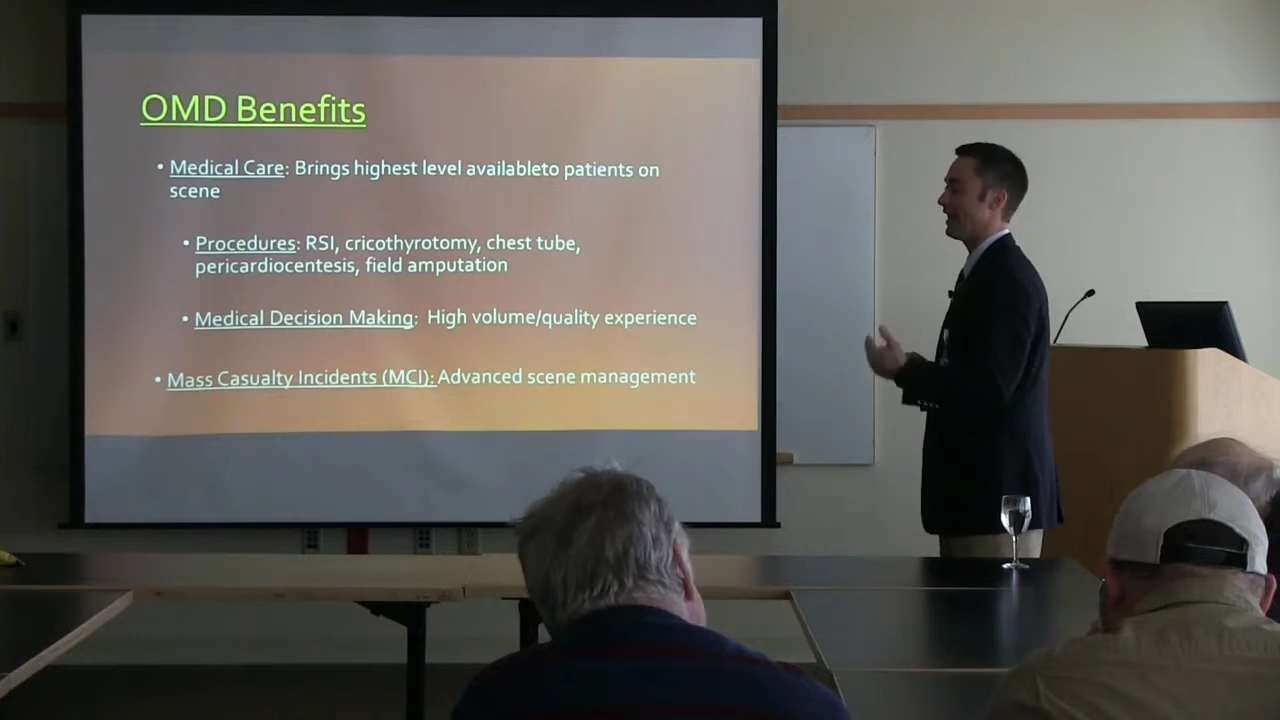 OMD Benefits
• Medical Care: Brings highest level availableto patients on
scene
• Procedures: RSI, cricothyrotomy, chest tube,
pericardiocentesis, field amputation
• Medical Decision Making:  High volume/quality experience
• Mass Casualty Incidents (MCI): Advanced scene management